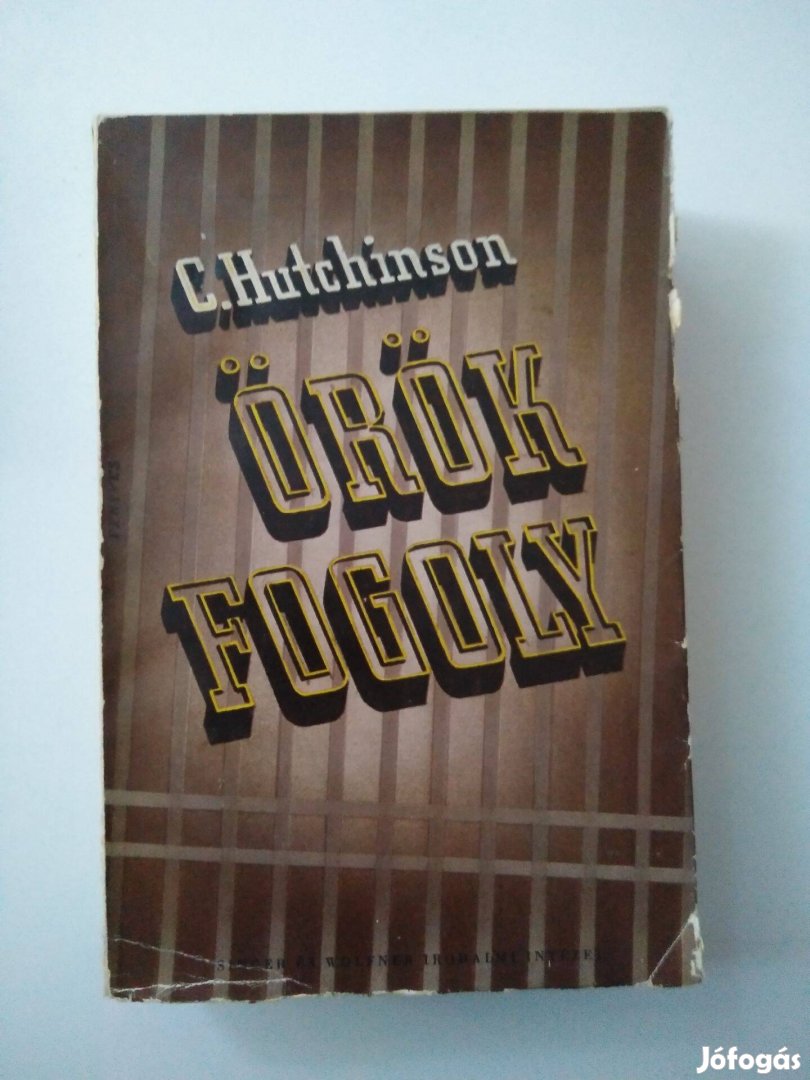 C. Hutchinson
ÖRÖK
FOGOLY
SINGER ÉS WOLFNER IRODALMI INTÉZET
Jófogás